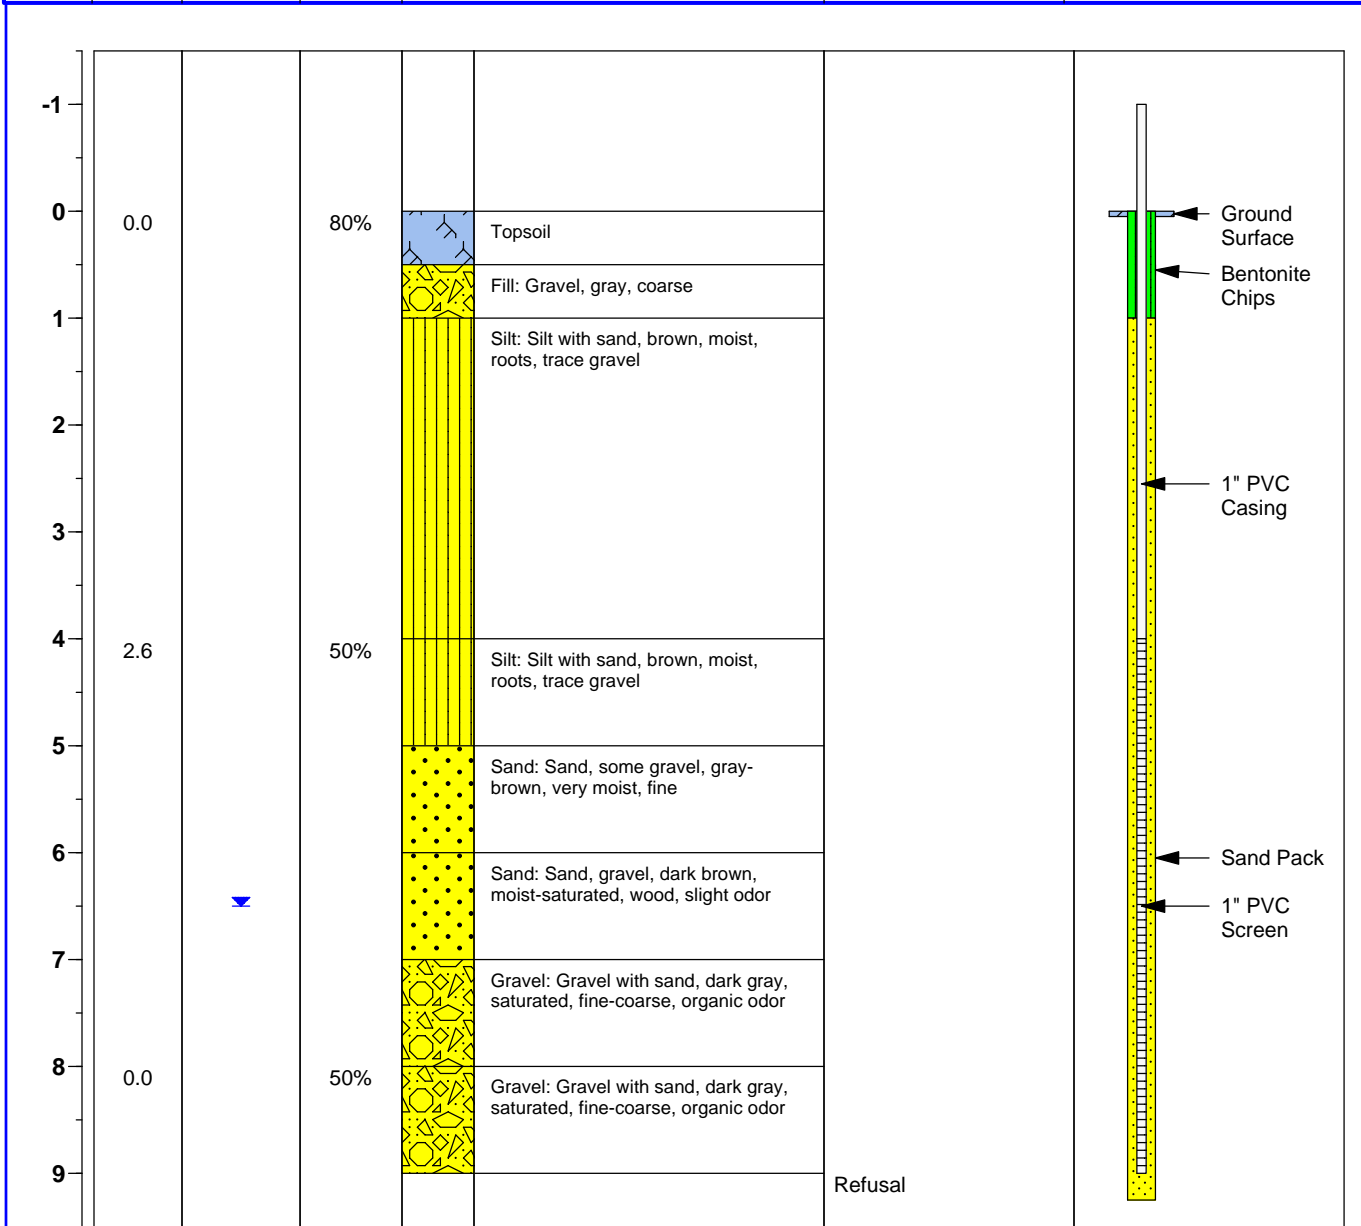 -1
0
0.0
80%
Topsoil
Ground
Surface
Fill: Gravel, gray, coarse
Bentonite
Chips
1
Silt: Silt with sand, brown, moist,
roots, trace gravel
2
1" PVC
Casing
3
4
2.6
50%
Silt: Silt with sand, brown, moist,
roots, trace gravel
5
Sand: Sand, some gravel, gray-
brown, very moist, fine
6
Sand: Sand, gravel, dark brown,
moist-saturated, wood, slight odor
Sand Pack
1" PVC
Screen
7
Gravel: Gravel with sand, dark gray,
saturated, fine-coarse, organic odor
8
0.0
50%
Gravel: Gravel with sand, dark gray,
saturated, fine-coarse, organic odor
9
Refusal